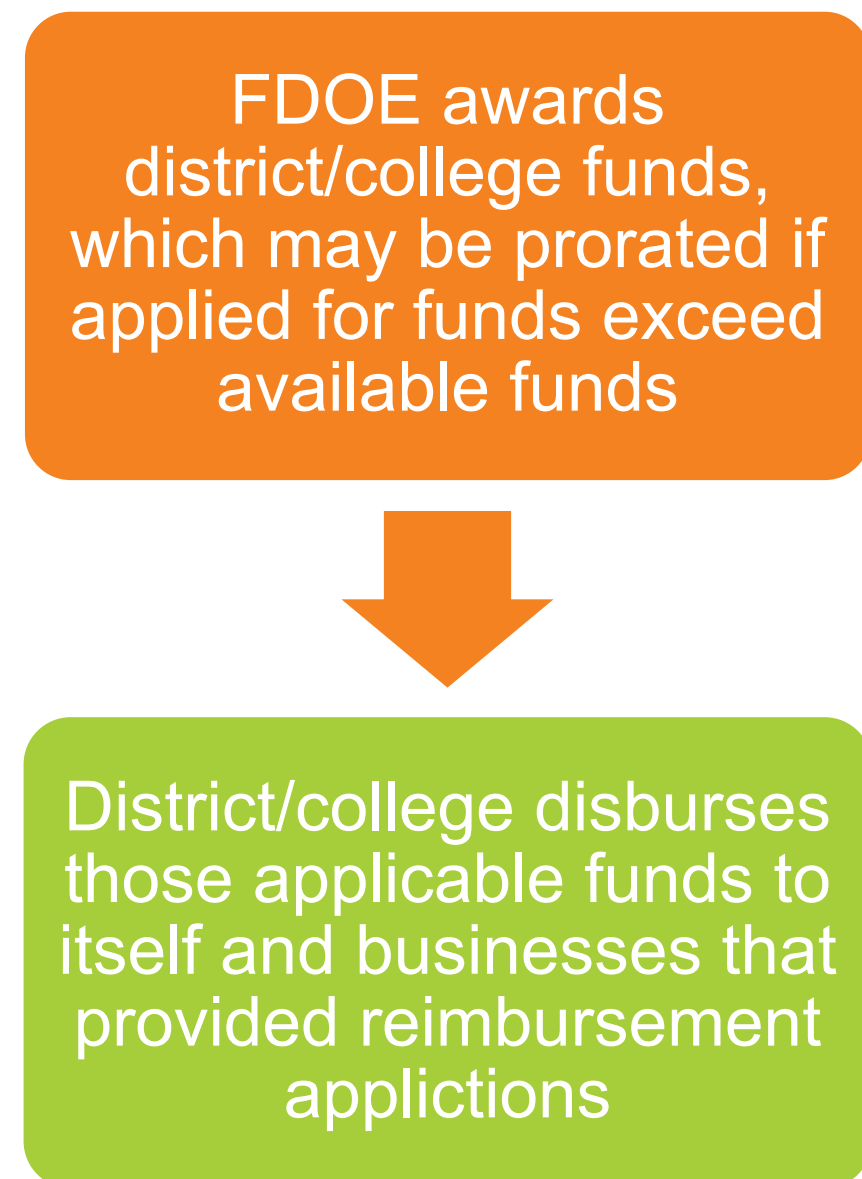 FDOE awards
district/college funds,
which may be prorated if
applied for funds exceed
available funds
District/college disburses
those applicable funds to
itself and businesses that
provided reimbursement
applictions